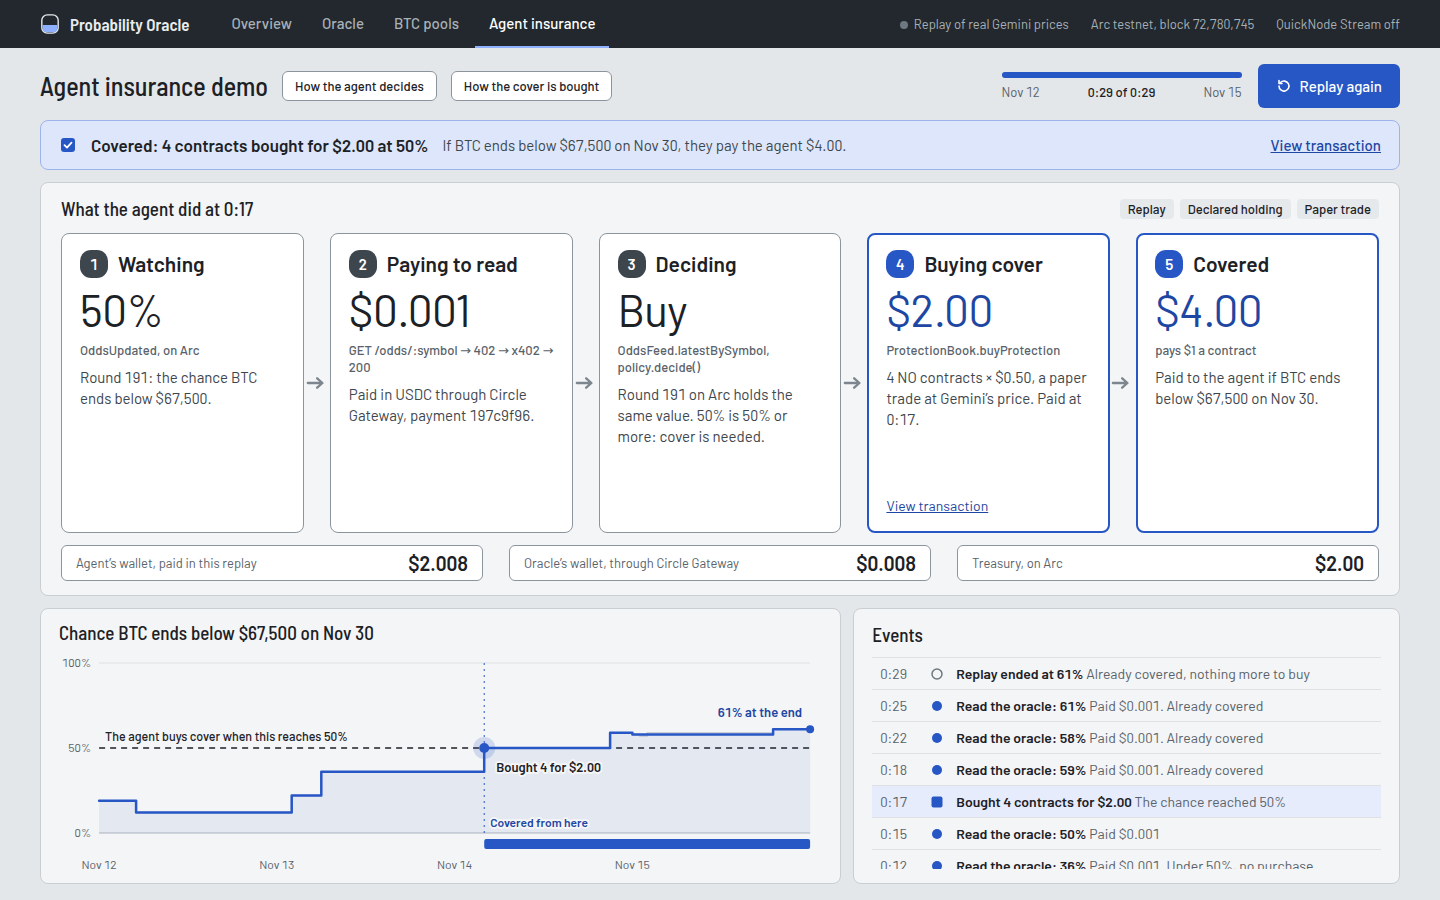 Probability Oracle
Overview
Oracle
BTC pools
Agent insurance
Replay of real Gemini prices
Arc testnet, block 72,780,745
QuickNode Stream off
Agent insurance demo
How the agent decides
How the cover is bought
Nov 12
0:29 of 0:29
Nov 15
Replay again
Covered: 4 contracts bought for $2.00 at 50%
If BTC ends below $67,500 on Nov 30, they pay the agent $4.00.
View transaction
What the agent did at 0:17
Replay
Declared holding
Paper trade
1 Watching
50%
OddsUpdated, on Arc
Round 191: the chance BTC
ends below $67,500.
2 Paying to read
$0.001
GET /odds/:symbol → 402 → x402 →
200
Paid in USDC through Circle
Gateway, payment 197c9f96.
3 Deciding
Buy
OddsFeed.latestBySymbol,
policy.decide()
Round 191 on Arc holds the
same value. 50% is 50% or
more: cover is needed.
4 Buying cover
$2.00
ProtectionBook.buyProtection
4 NO contracts × $0.50, a paper
trade at Gemini's price. Paid at
0:17.
View transaction
5 Covered
$4.00
pays $1 a contract
Paid to the agent if BTC ends
below $67,500 on Nov 30.
Agent's wallet, paid in this replay
$2.008
Oracle's wallet, through Circle Gateway
$0.008
Treasury, on Arc
$2.00
Chance BTC ends below $67,500 on Nov 30
100%
61% at the end
The agent buys cover when this reaches 50%
50%
Bought 4 for $2.00
Covered from here
0%
Nov 12
Nov 13
Nov 14
Nov 15
Events
0:29 Replay ended at 61% Already covered, nothing more to buy
0:25 Read the oracle: 61% Paid $0.001. Already covered
0:22 Read the oracle: 58% Paid $0.001. Already covered
0:18 Read the oracle: 59% Paid $0.001. Already covered
0:17 Bought 4 contracts for $2.00 The chance reached 50%
0:15 Read the oracle: 50% Paid $0.001
0:12 Read the oracle: 36% Paid $0.001. Under 50%, no purchase